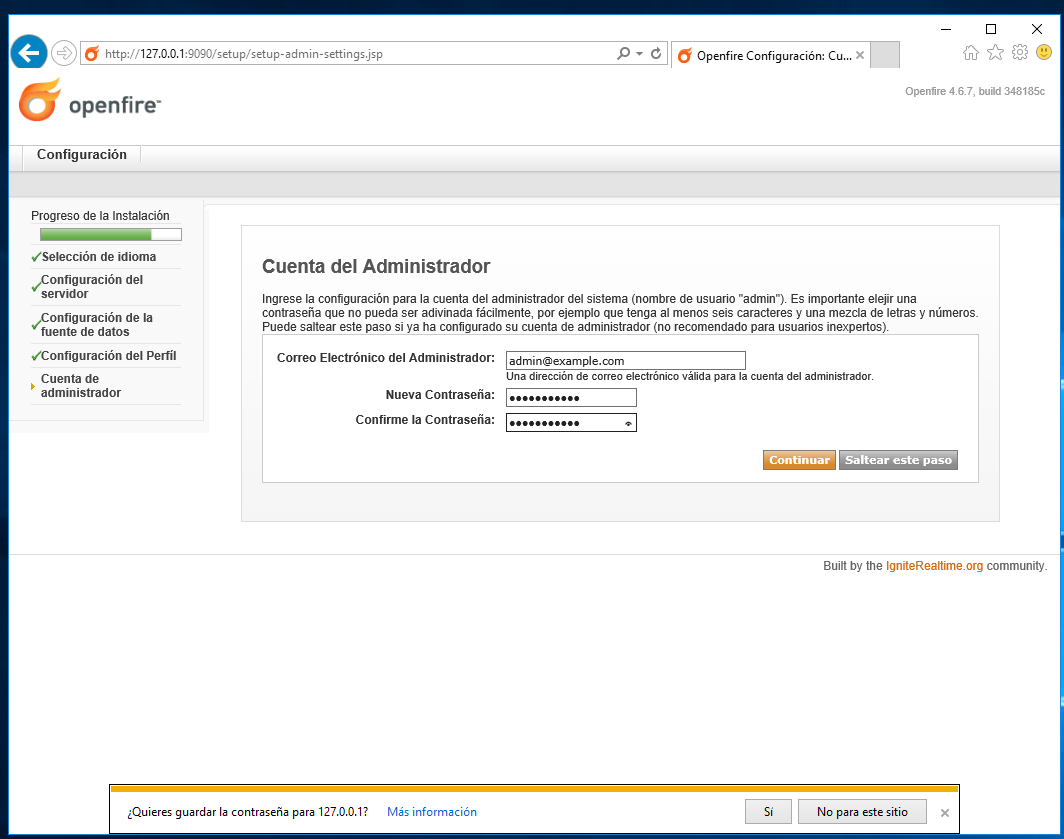 http://127.0.0.1:9090/setup/setup-admin-settings.jsp
Openfire Configuración: Cu...
openfire™
Openfire 4.6.7, build 348185c
Configuración
Progreso de la Instalación
Selección de idioma
Configuración del
servidor
Configuración de la
fuente de datos
Configuración del Perfíl
Cuenta de
administrador
Cuenta del Administrador
Ingrese la configuración para la cuenta del administrador del sistema (nombre de usuario "admin"). Es importante elejir una
contraseña que no pueda ser adivinada fácilmente, por ejemplo que tenga al menos seis caracteres y una mezcla de letras y números.
Puede saltear este paso si ya ha configurado su cuenta de administrador (no recomendado para usuarios inexpertos).
Correo Electrónico del Administrador: admin@example.com
Una dirección de correo electrónico válida para la cuenta del administrador.
Nueva Contraseña: ●●●●●●●●●●●
Confirme la Contraseña: ●●●●●●●●●●●
Continuar Saltear este paso
Built by the IgniteRealtime.org community.
¿Quieres guardar la contraseña para 127.0.0.1? Más información Sí No para este sitio